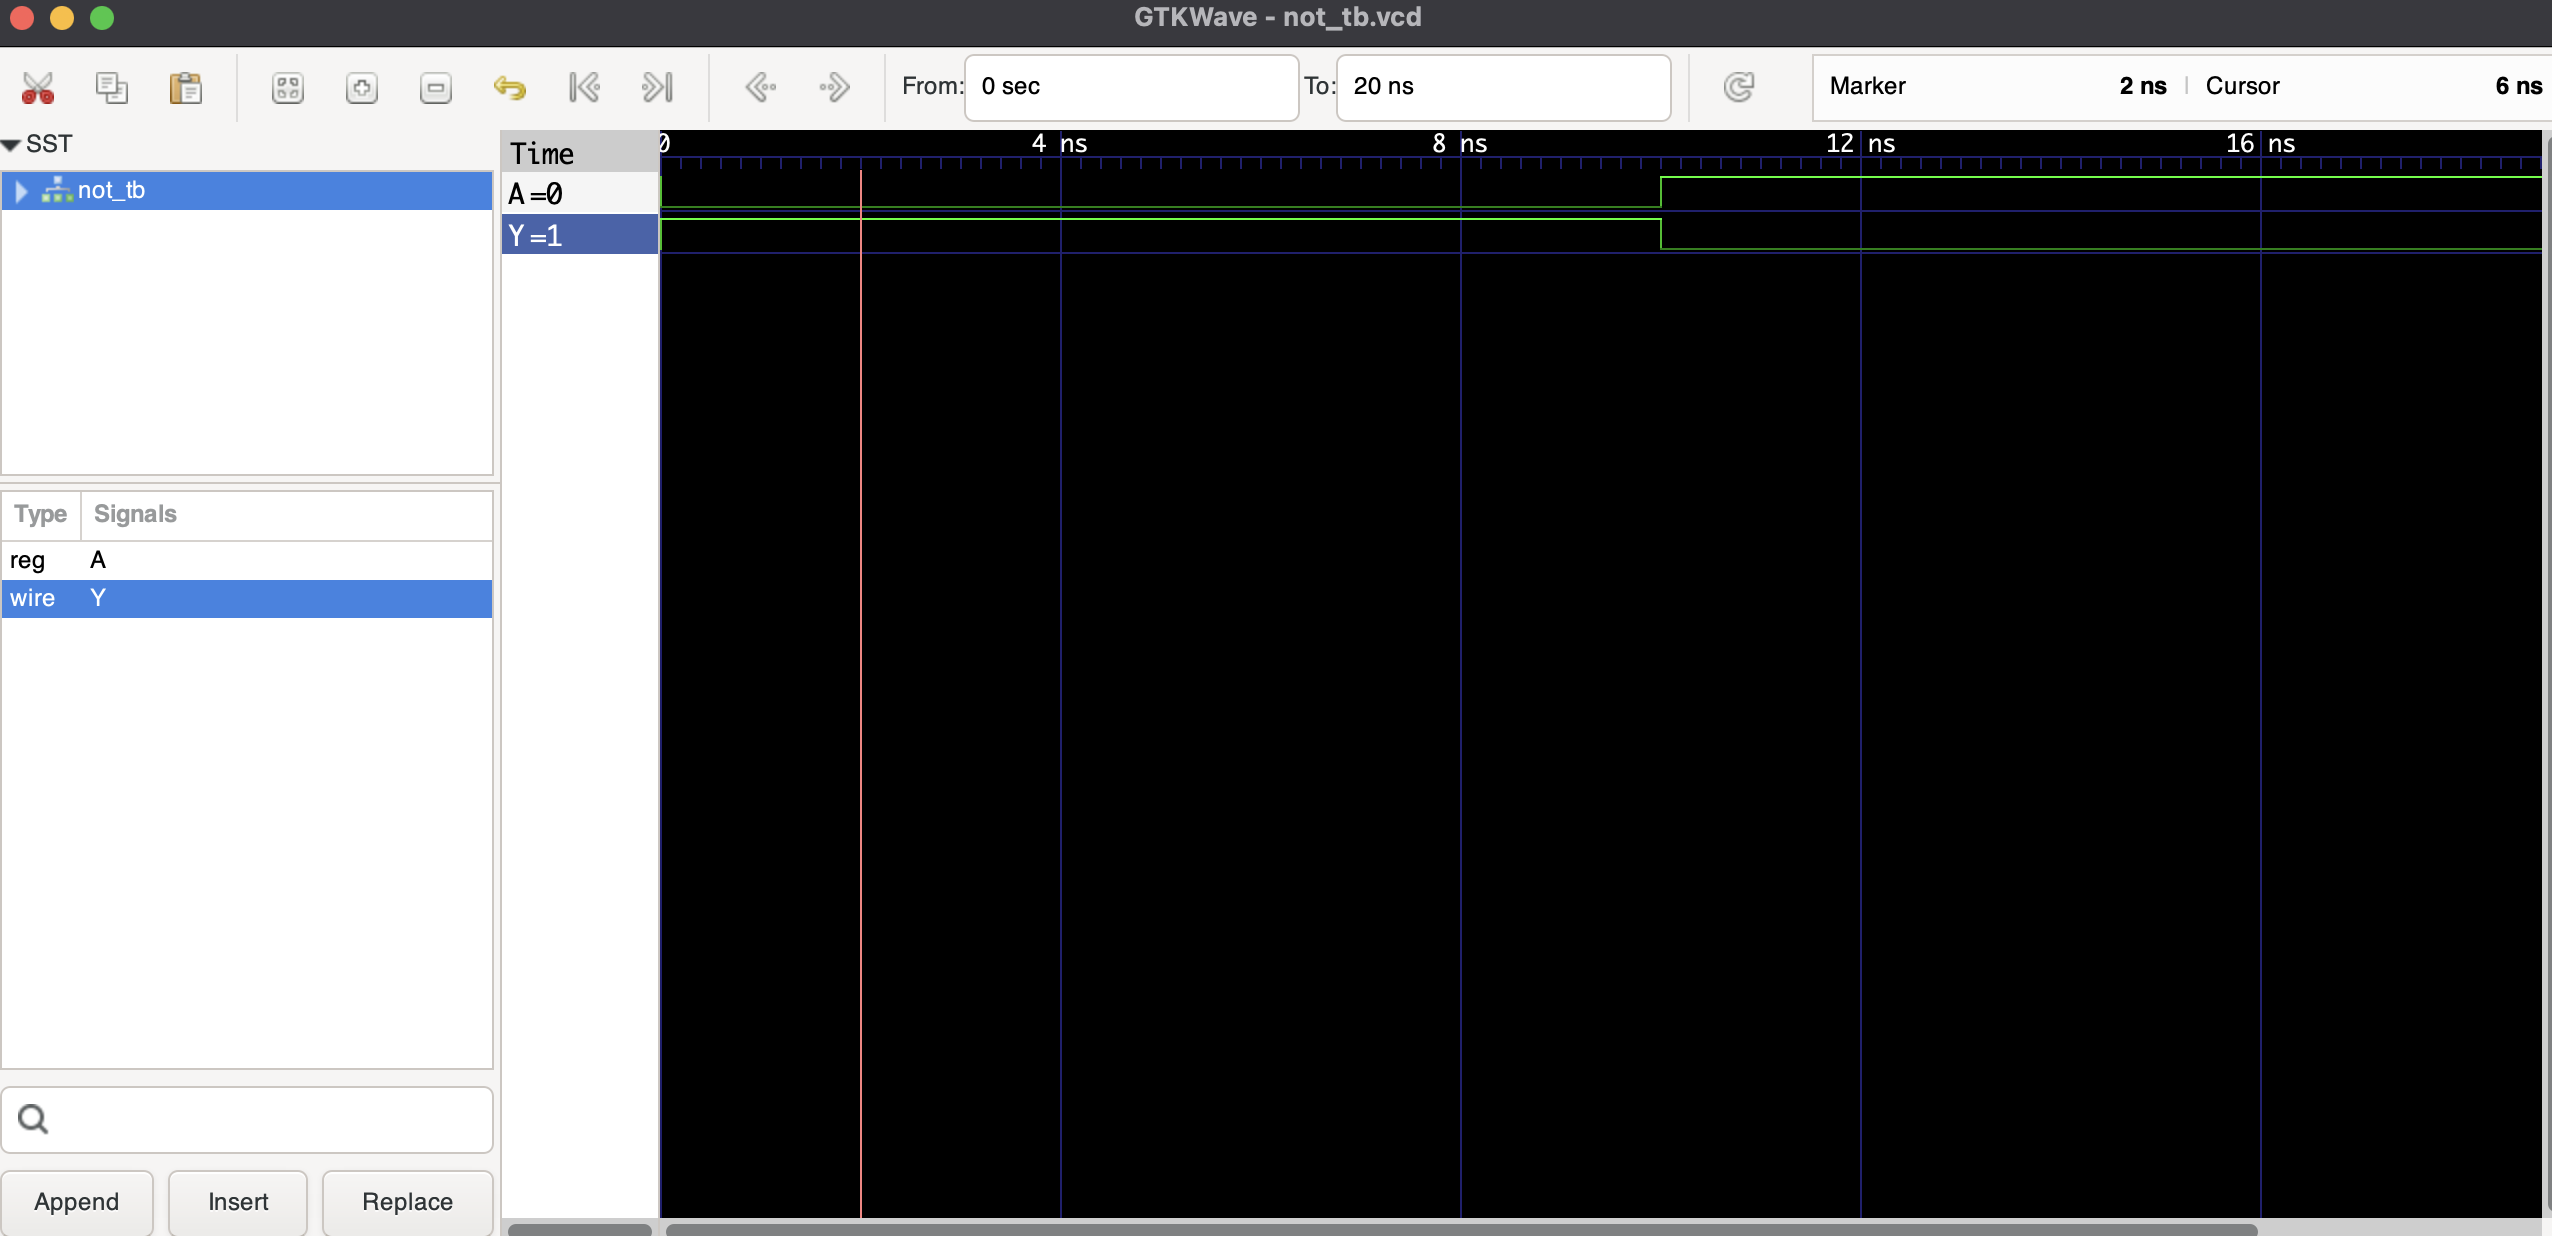 GTKWave - not_tb.vcd
From: 0 sec To: 20 ns Marker 2 ns | Cursor 6 ns
SST
not_tb
Type Signals
reg A
wire Y
Append Insert Replace
Time
A=0
Y=1
0 4 ns 8 ns 12 ns 16 ns